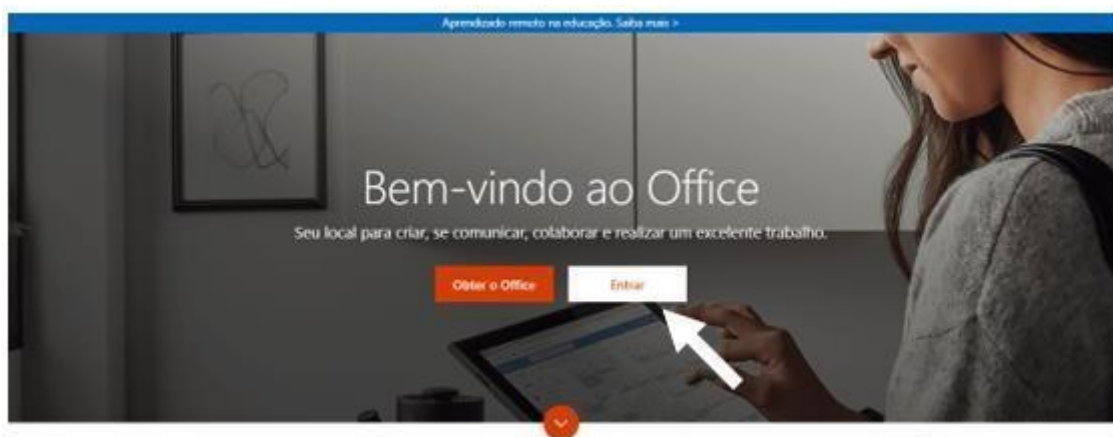 Aprendizado remoto na educação. Saiba mais >
Bem-vindo ao Office
Seu local para criar, se comunicar, colaborar e realizar um excelente trabalho.
Obter o Office
Entrar